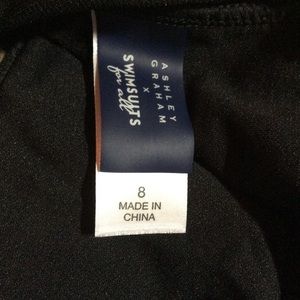 ASHLEY
GRAHAM
X
SWIMSUITS
for all
8
MADE IN
CHINA